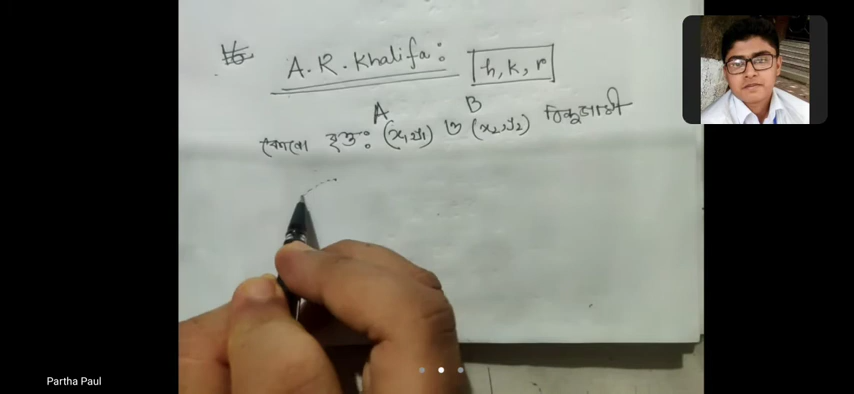 A.R.Khalifa: h, k, r
A B
কোনো বৃত্ত: (x₁,y₁) ও (x₂,y₂) বিন্দুগামী
Partha Paul